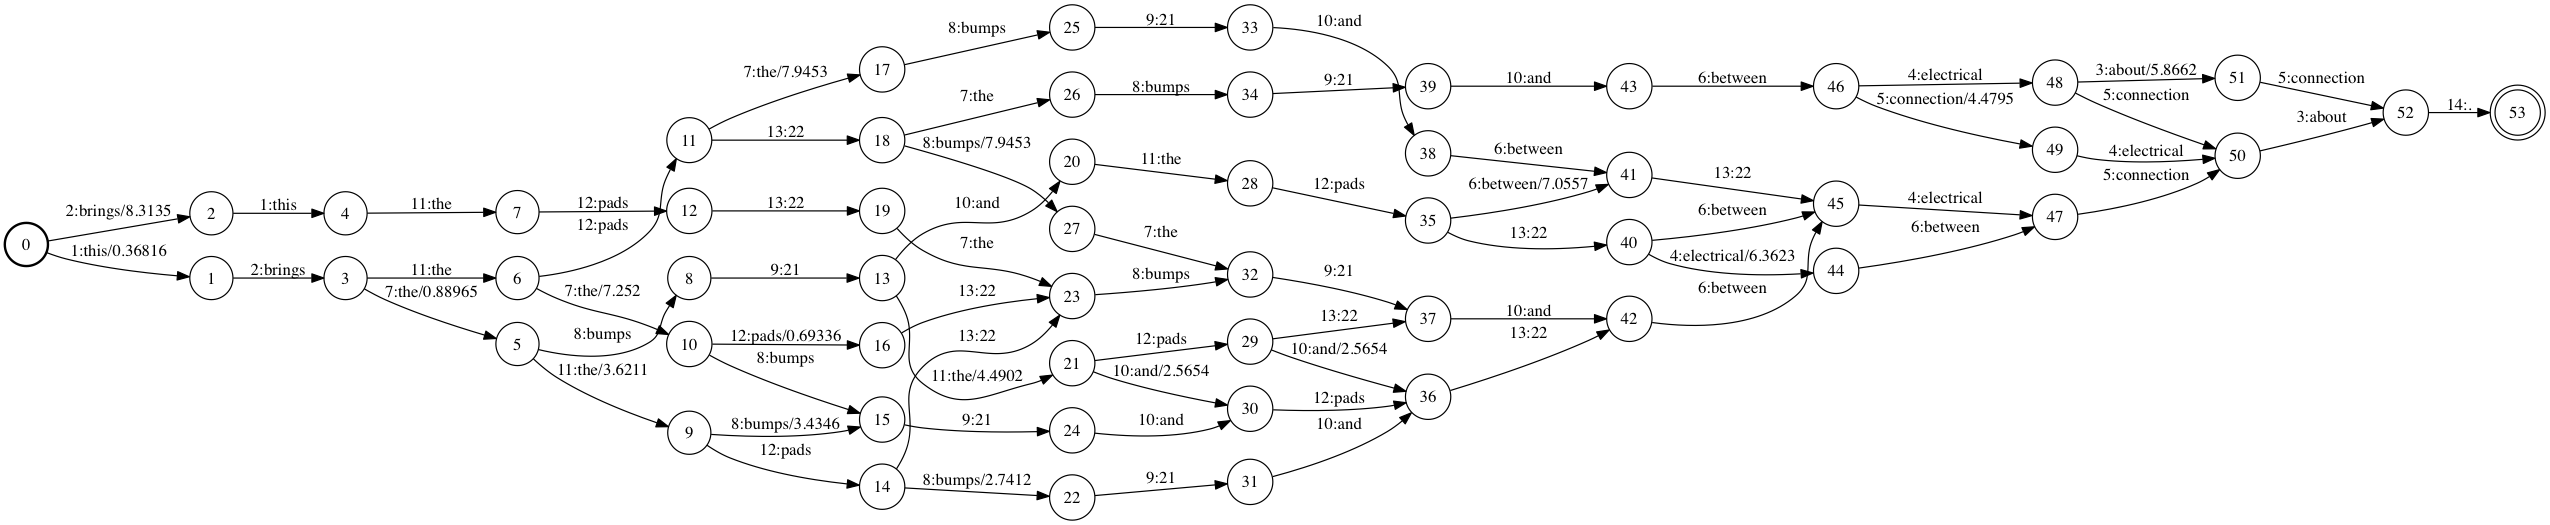 25
9:21
33
10:and
8:bumps
17
7:the/7.9453
26
8:bumps
34
9:21
39
10:and
43
6:between
46
4:electrical
48
3:about/5.8662
51
5:connection
7:the
5:connection/4.4795
5:connection
52
14:.
53
11
13:22
18
8:bumps/7.9453
20
11:the
28
38
6:between
41
49
4:electrical
50
3:about
12:pads
6:between/7.0557
13:22
5:connection
2:brings/8.3135
2
1:this
4
11:the
7
12:pads
12
13:22
19
10:and
35
6:between
45
4:electrical
47
12:pads
27
7:the
13:22
40
6:between
0
1:this/0.36816
1
2:brings
3
11:the
6
8
9:21
13
7:the
8:bumps
32
9:21
4:electrical/6.3623
44
7:the/0.88965
7:the/7.252
13:22
23
6:between
5
8:bumps
10
12:pads/0.69336
16
13:22
12:pads
29
13:22
37
10:and
42
8:bumps
10:and/2.5654
13:22
11:the/3.6211
11:the/4.4902
21
10:and/2.5654
9
8:bumps/3.4346
15
9:21
24
10:and
30
12:pads
36
12:pads
10:and
14
8:bumps/2.7412
22
9:21
31